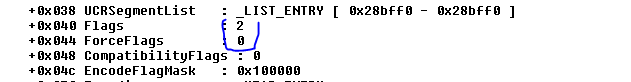 +0x038 UCRSegmentList : _LIST_ENTRY [ 0x28bff0 - 0x28bff0 ]
+0x040 Flags : 2
+0x044 ForceFlags : 0
+0x048 CompatibilityFlags : 0
+0x04c EncodeFlagMask : 0x100000